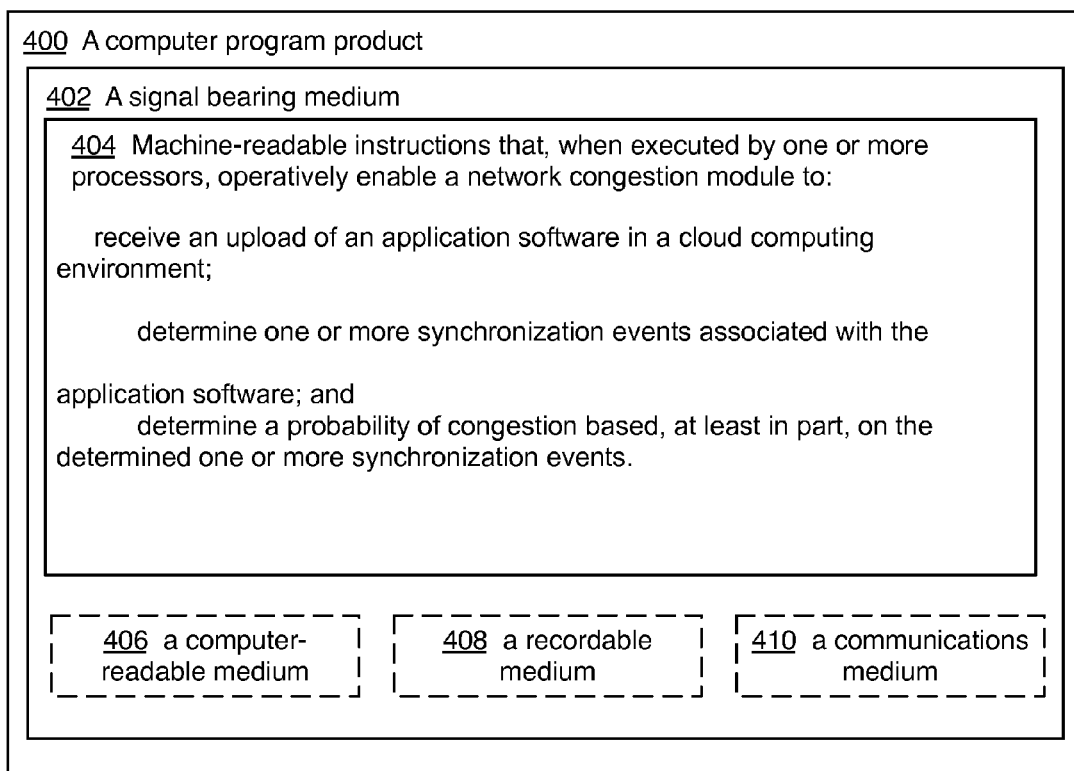 400 A computer program product
402 A signal bearing medium
404 Machine-readable instructions that, when executed by one or more
processors, operatively enable a network congestion module to:
receive an upload of an application software in a cloud computing
environment;
determine one or more synchronization events associated with the
application software; and
determine a probability of congestion based, at least in part, on the
determined one or more synchronization events.
406 a computer-
readable medium
408 a recordable
medium
410 a communications
medium